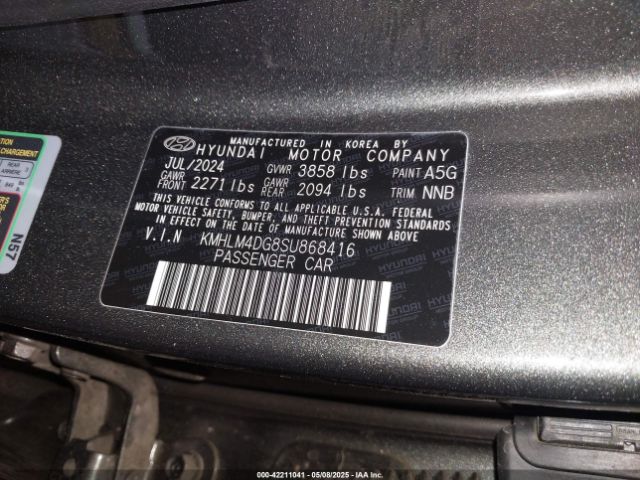 MANUFACTURED IN KOREA BY
HYUNDAI MOTOR COMPANY
JUL/2024 GVWR 3858 lbs PAINT A5G
GAWR FRONT 2271 lbs GAWR REAR 2094 lbs TRIM NNB
THIS VEHICLE CONFORMS TO ALL APPLICABLE U.S.A. FEDERAL
MOTOR VEHICLE SAFETY, BUMPER, AND THEFT PREVENTION STANDARDS
IN EFFECT ON THE DATE OF MANUFACTURE SHOWN ABOVE.
V.I.N KMHLM4DG8SU868416
PASSENGER CAR
CHARGEMENT
REAR
ARRIERE
N57
000-42211041 - 05/08/2025 - IAA Inc.